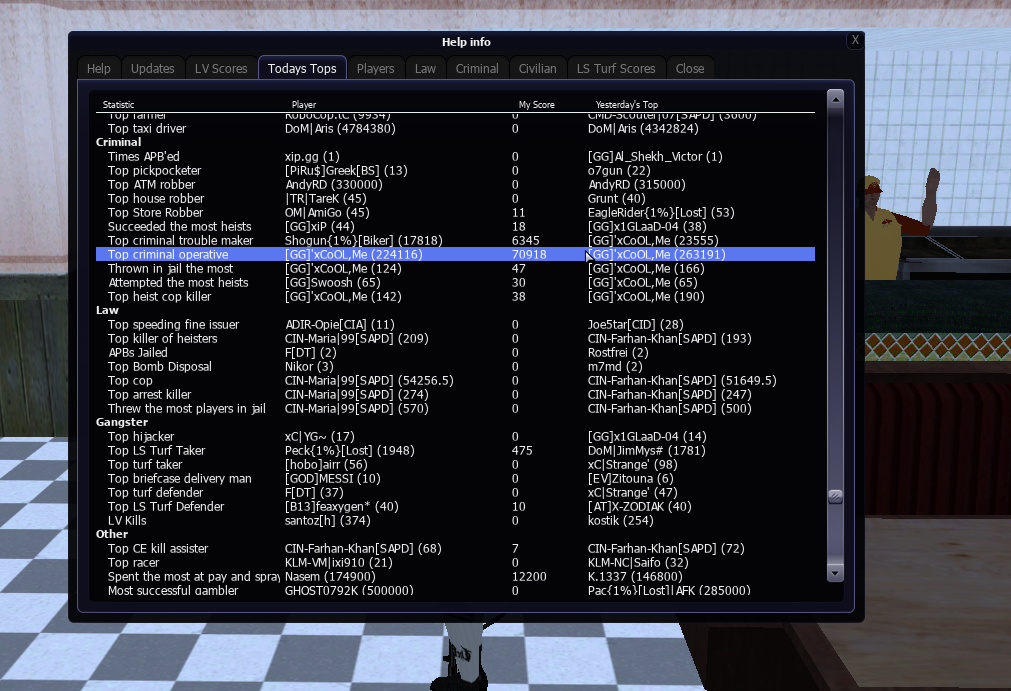 Help info X
Help Updates LV Scores Todays Tops Players Law Criminal Civilian LS Turf Scores Close
Statistic Player My Score Yesterday's Top
Top farmer RoboCop.tC (9934) 0 CMD-Scouter|07[SAPD] (3600)
Top taxi driver DoM|Aris (4784380) 0 DoM|Aris (4342824)
Criminal
Times APB'ed xip.gg (1) 0 [GG]Al_Shekh_Victor (1)
Top pickpocketer [PiRu$]Greek[BS] (13) 0 o7gun (22)
Top ATM robber AndyRD (330000) 0 AndyRD (315000)
Top house robber |TR|TareK (45) 0 Grunt (40)
Top Store Robber OM|AmiGo (45) 11 EagleRider{1%}[Lost] (53)
Succeeded the most heists [GG]xiP (44) 18 [GG]x1GLaaD-04 (38)
Top criminal trouble maker Shogun{1%}[Biker] (17818) 6345 [GG]'xCoOL,Me (23555)
Top criminal operative [GG]'xCoOL,Me (224116) 70918 [GG]'xCoOL,Me (263191)
Thrown in jail the most [GG]'xCoOL,Me (124) 47 [GG]'xCoOL,Me (166)
Attempted the most heists [GG]Swoosh (65) 30 [GG]'xCoOL,Me (65)
Top heist cop killer [GG]'xCoOL,Me (142) 38 [GG]'xCoOL,Me (190)
Law
Top speeding fine issuer ADIR-Opie[CIA] (11) 0 Joe5tar[CID] (28)
Top killer of heisters CIN-Maria|99[SAPD] (209) 0 CIN-Farhan-Khan[SAPD] (193)
APBs Jailed F[DT] (2) 0 Rostfrei (2)
Top Bomb Disposal Nikor (3) 0 m7md (2)
Top cop CIN-Maria|99[SAPD] (54256.5) 0 CIN-Farhan-Khan[SAPD] (51649.5)
Top arrest killer CIN-Maria|99[SAPD] (274) 0 CIN-Farhan-Khan[SAPD] (247)
Threw the most players in jail CIN-Maria|99[SAPD] (570) 0 CIN-Farhan-Khan[SAPD] (500)
Gangster
Top hijacker xC|YG~ (17) 0 [GG]x1GLaaD-04 (14)
Top LS Turf Taker Peck{1%}[Lost] (1948) 475 DoM|JimMys# (1781)
Top turf taker [hobo]airr (56) 0 xC|Strange' (98)
Top briefcase delivery man [GOD]MESSI (10) 0 [EV]Zitouna (6)
Top turf defender F[DT] (37) 0 xC|Strange' (47)
Top LS Turf Defender [B13]feaxygen* (40) 10 [AT]X-ZODIAK (40)
LV Kills santoz[h] (374) 0 kostik (254)
Other
Top CE kill assister CIN-Farhan-Khan[SAPD] (68) 7 CIN-Farhan-Khan[SAPD] (72)
Top racer KLM-VM|ixi910 (21) 0 KLM-NC|Saifo (32)
Spent the most at pay and spray Nasem (174900) 12200 K.1337 (146800)
Most successful gambler GHOST0792K (500000) 0 Pac{1%}[Lost]|AFK (285000)